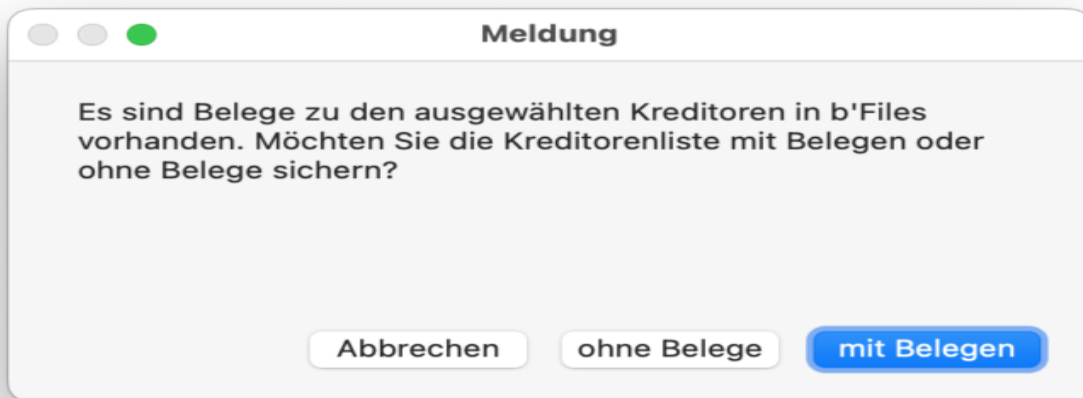 Meldung
Es sind Belege zu den ausgewählten Kreditoren in b'Files
vorhanden. Möchten Sie die Kreditorenliste mit Belegen oder
ohne Belege sichern?
Abbrechen
ohne Belege
mit Belegen